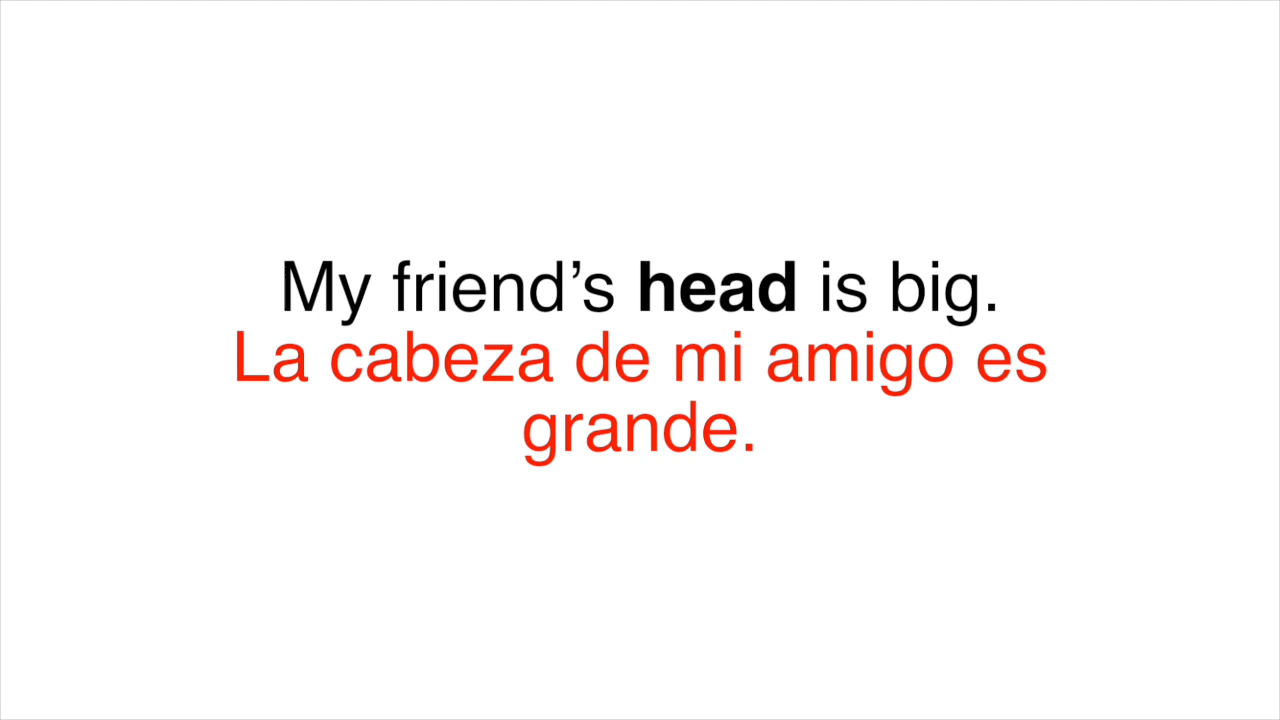 My friend’s head is big.
La cabeza de mi amigo es
grande.